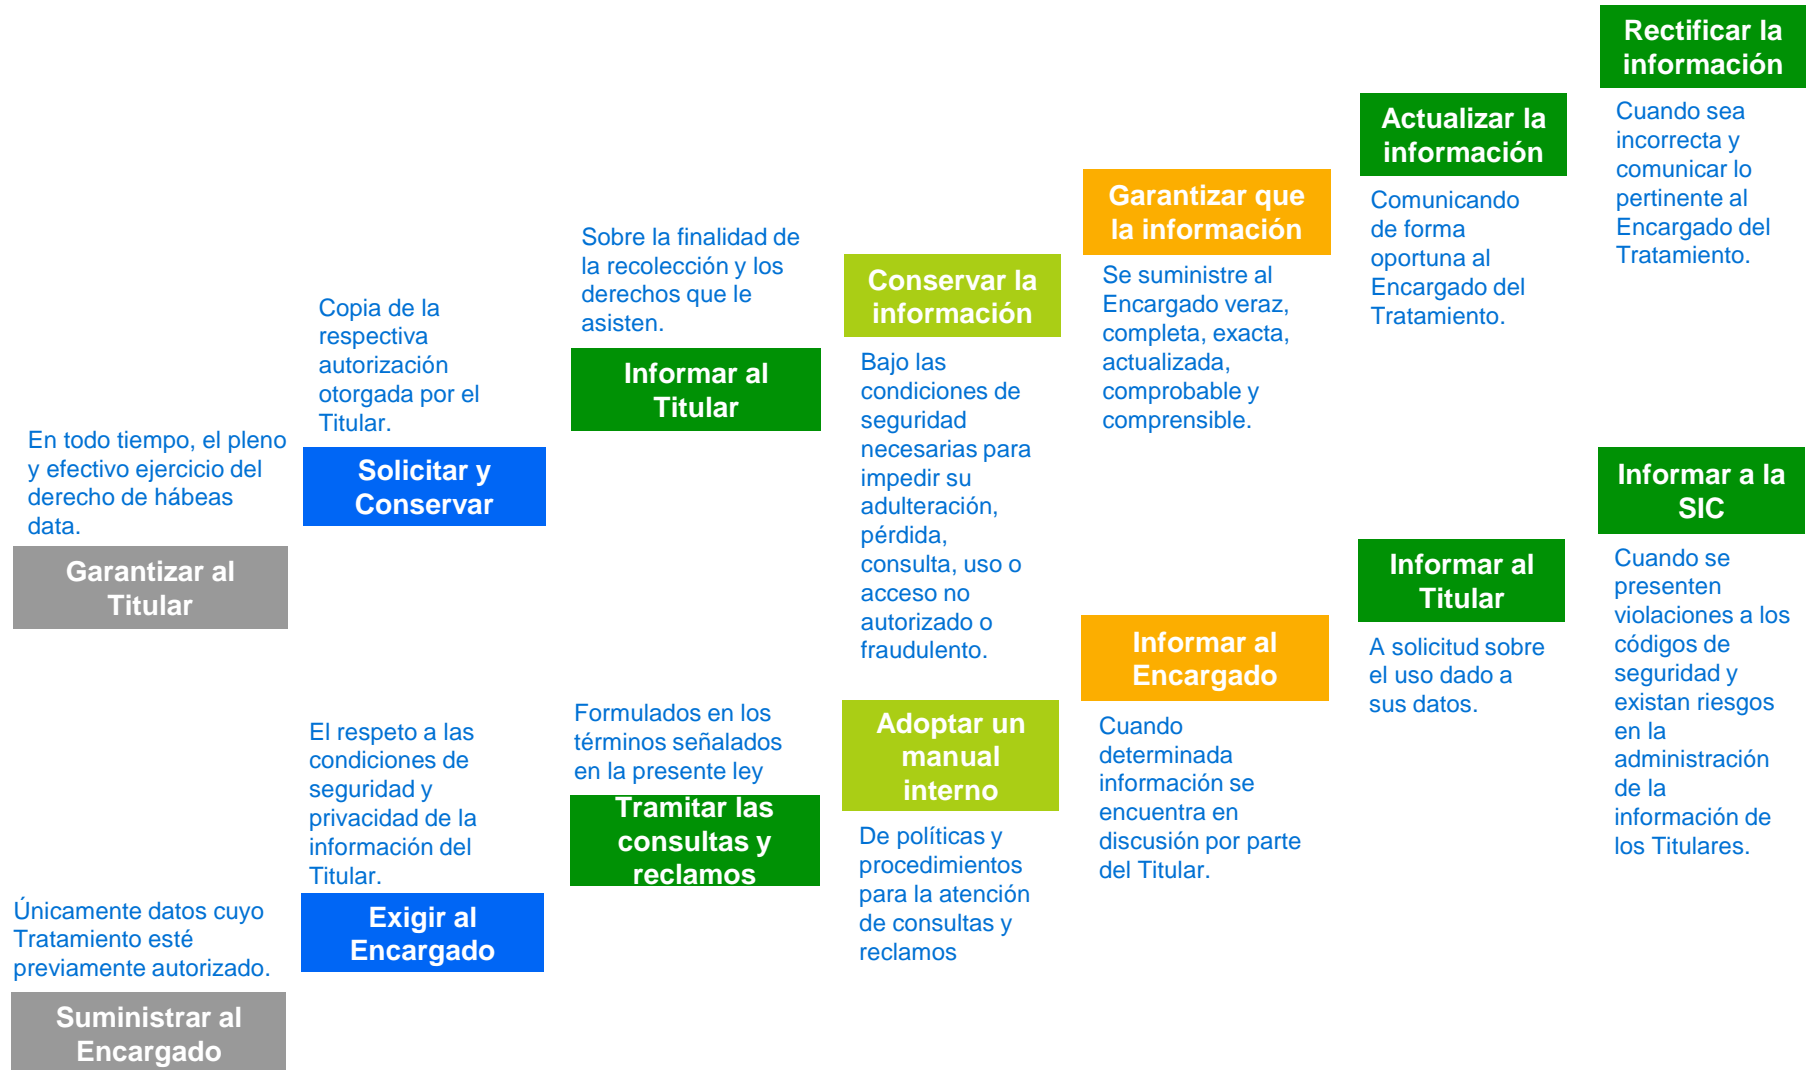 En todo tiempo, el pleno
y efectivo ejercicio del
derecho de hábeas
data.
Garantizar al
Titular
Copia de la
respectiva
autorización
otorgada por el
Titular.
Solicitar y
Conservar
Sobre la finalidad de
la recolección y los
derechos que le
asisten.
Informar al
Titular
Conservar la
información
Bajo las
condiciones de
seguridad
necesarias para
impedir su
adulteración,
pérdida,
consulta, uso o
acceso no
autorizado o
fraudulento.
Garantizar que
la información
Se suministre al
Encargado veraz,
completa, exacta,
actualizada,
comprobable y
comprensible.
Actualizar la
información
Comunicando
de forma
oportuna al
Encargado del
Tratamiento.
Rectificar la
información
Cuando sea
incorrecta y
comunicar lo
pertinente al
Encargado del
Tratamiento.
Únicamente datos cuyo
Tratamiento esté
previamente autorizado.
Suministrar al
Encargado
El respeto a las
condiciones de
seguridad y
privacidad de la
información del
Titular.
Exigir al
Encargado
Formulados en los
términos señalados
en la presente ley
Tramitar las
consultas y
reclamos
Adoptar un
manual
interno
De políticas y
procedimientos
para la atención
de consultas y
reclamos
Informar al
Encargado
Cuando
determinada
información se
encuentra en
discusión por parte
del Titular.
Informar al
Titular
A solicitud sobre
el uso dado a
sus datos.
Informar a la
SIC
Cuando se
presenten
violaciones a los
códigos de
seguridad y
existan riesgos
en la
administración
de la
información de
los Titulares.